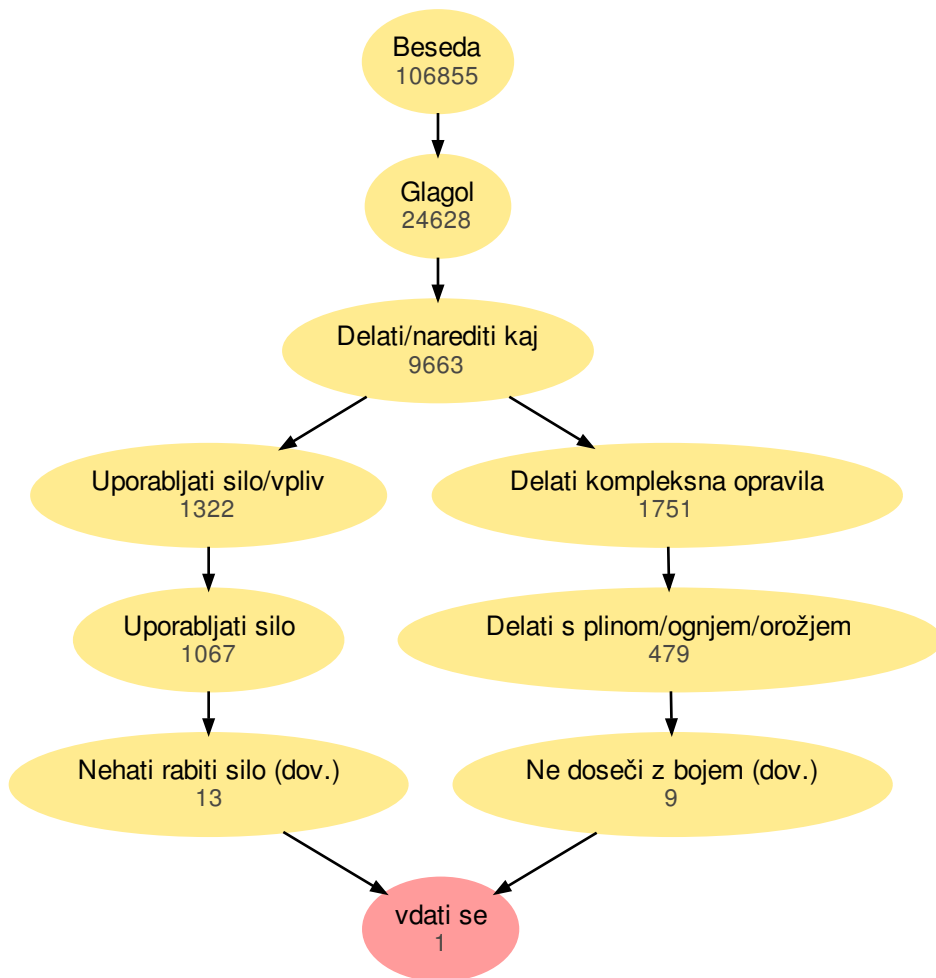 Beseda
106855
Glagol
24628
Delati/narediti kaj
9663
Uporabljati silo/vpliv
1322
Delati kompleksna opravila
1751
Uporabljati silo
1067
Delati s plinom/ognjem/orožjem
479
Nehati rabiti silo (dov.)
13
Ne doseči z bojem (dov.)
9
vdati se
1